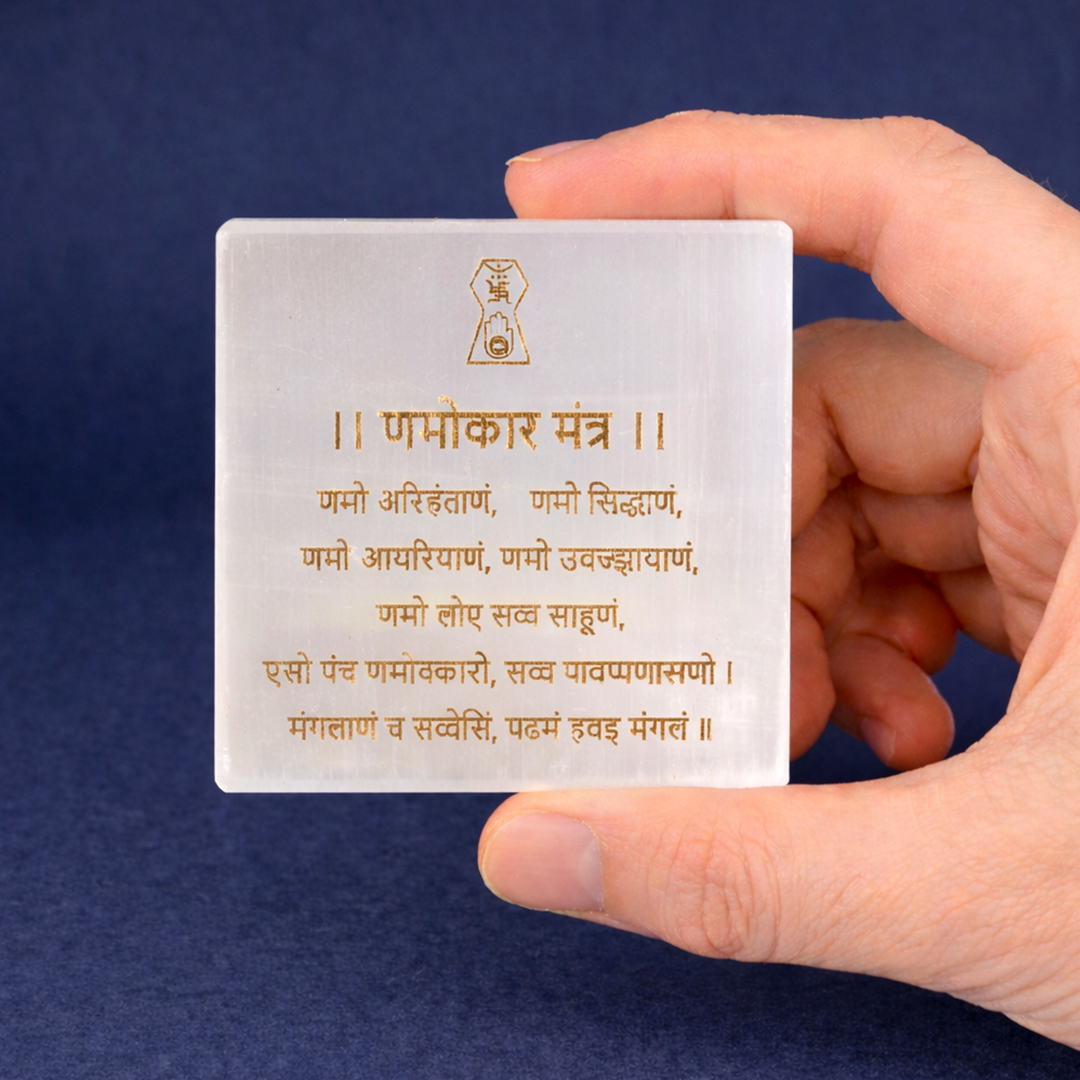 ।। णमोकार मंत्र ।।
णमो अरिहंताणं, णमो सिद्धाणं,
णमो आयरियाणं, णमो उवज्झायाणं,
णमो लोए सव्व साहूणं,
एसो पंच णमोक्कारो, सव्व पावप्पणासणो ।
मंगलाणं च सव्वेसिं, पढमं हवइ मंगलं ॥